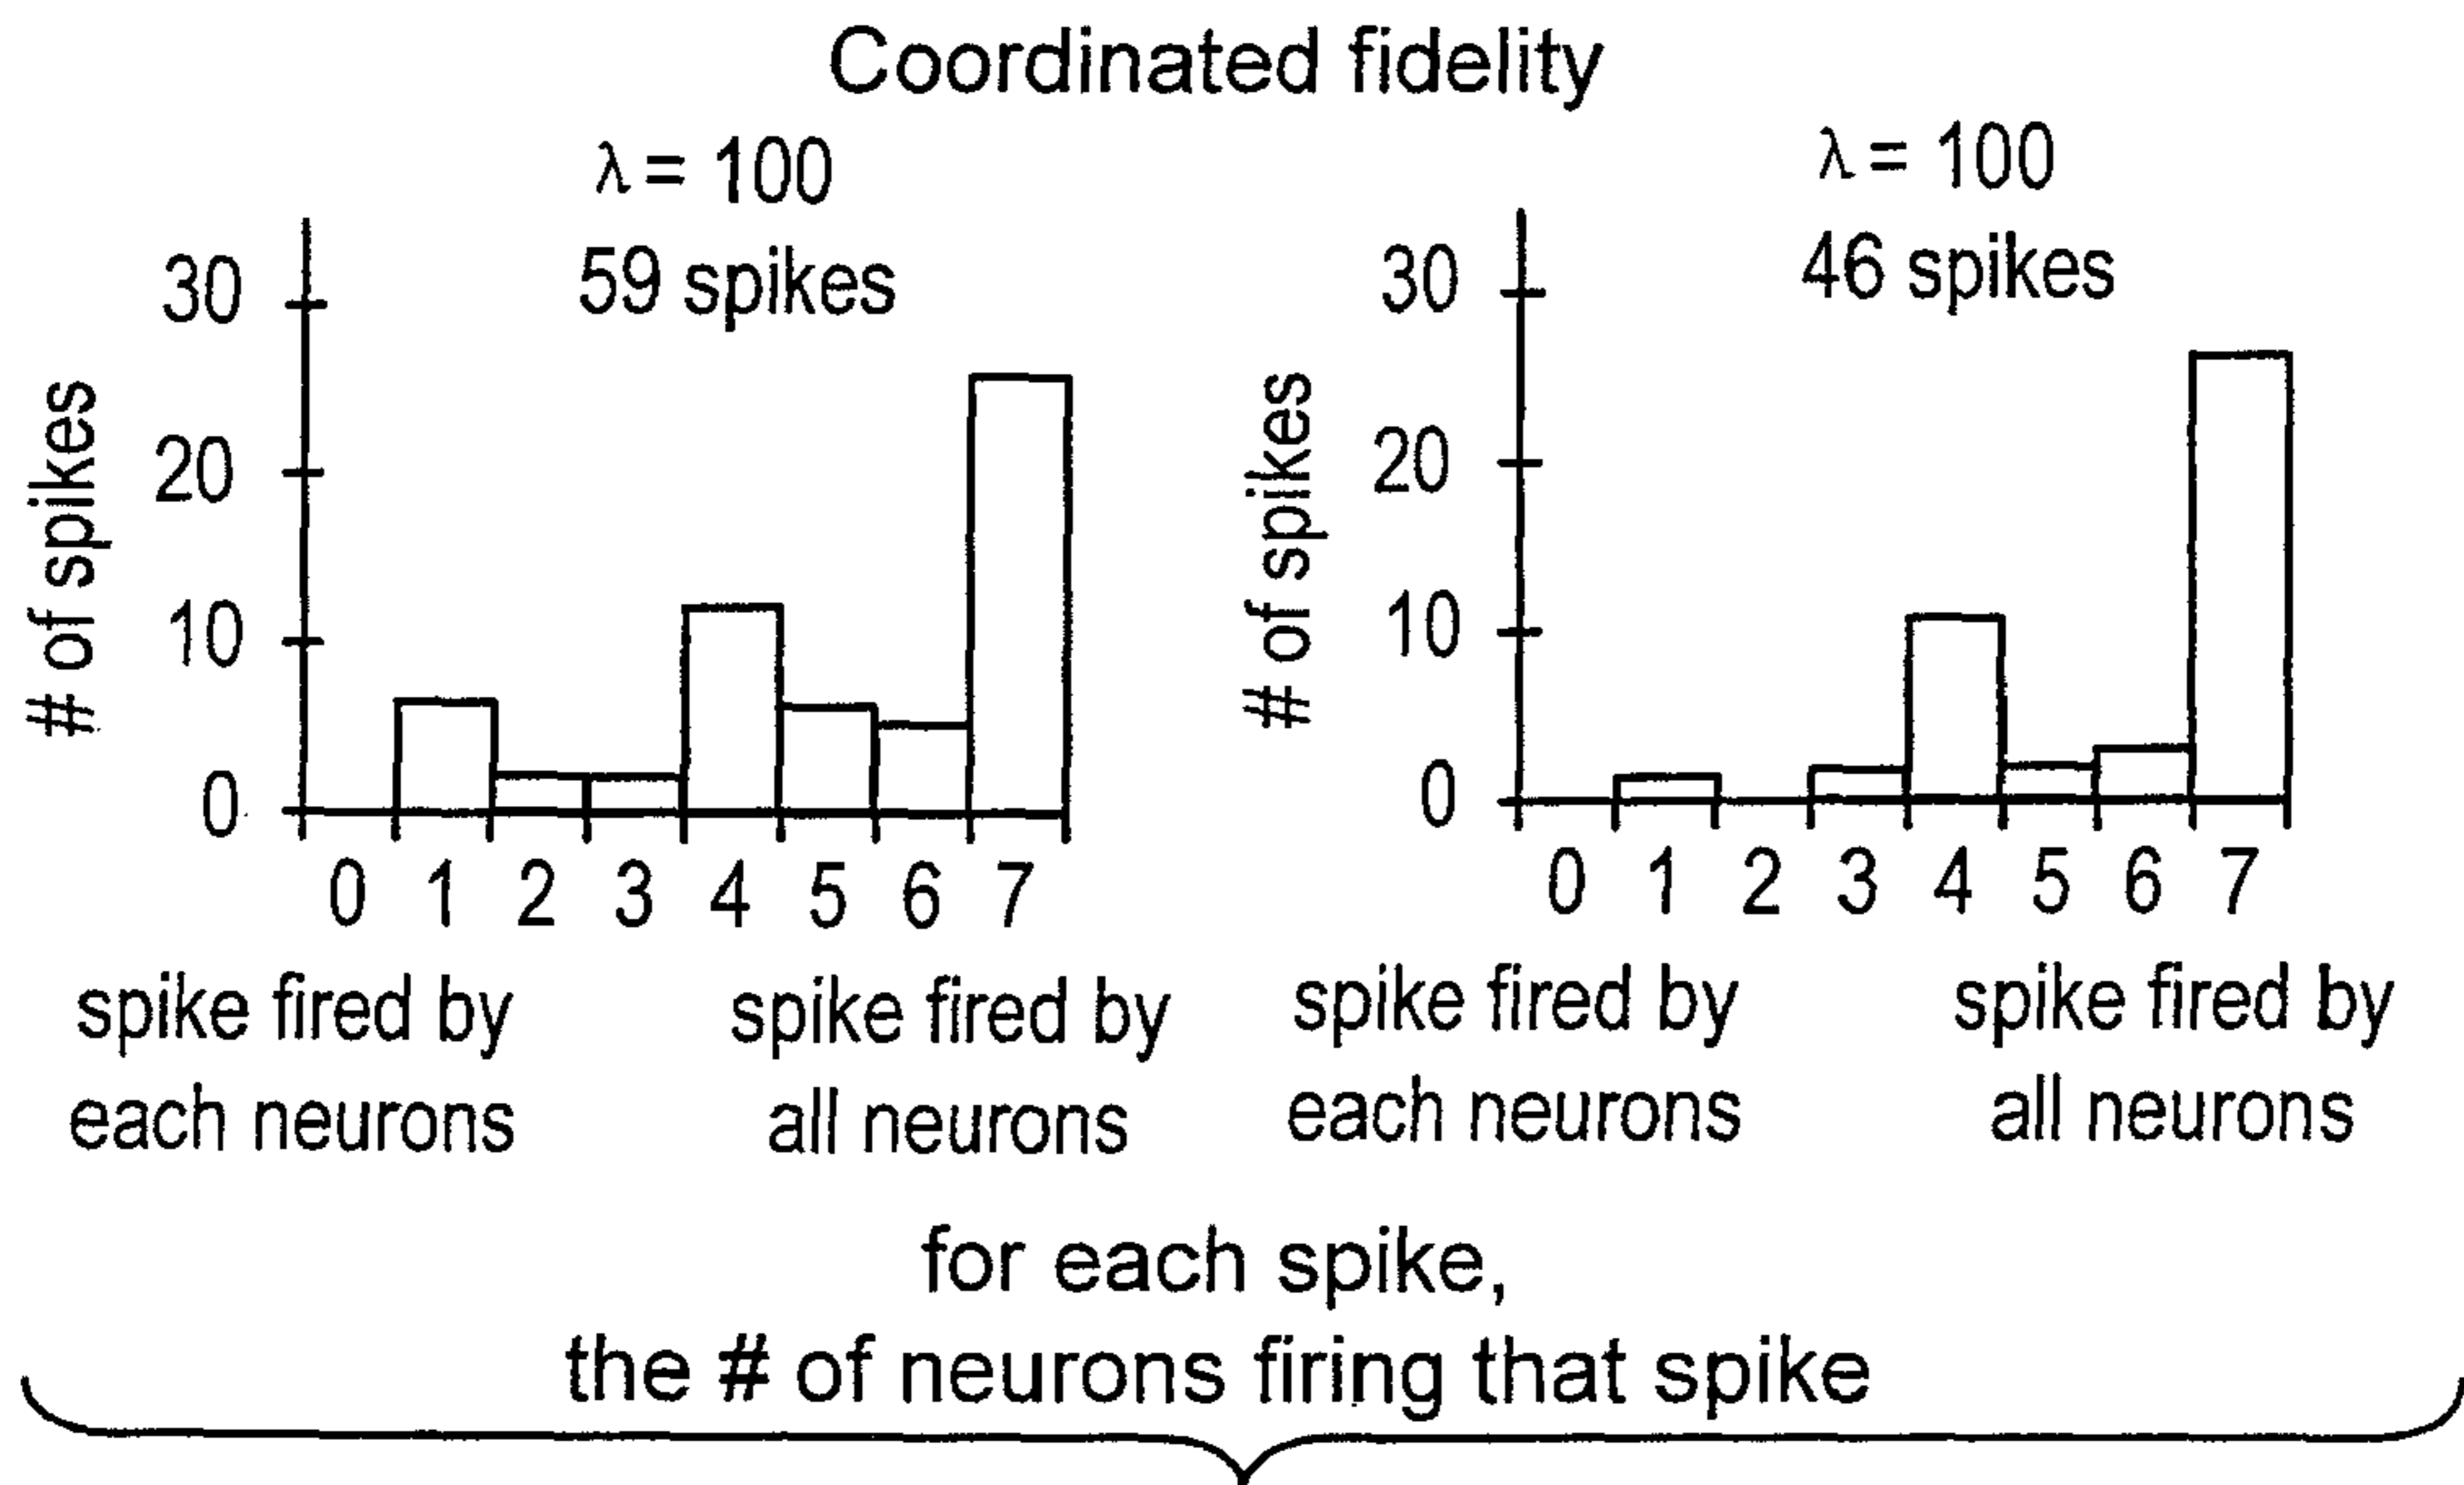 Coordinated fidelity
λ = 100
59 spikes
# of spikes
30
20
10
0
0 1 2 3 4 5 6 7
spike fired by
each neurons
spike fired by
all neurons
λ = 100
46 spikes
# of spikes
30
20
10
0
0 1 2 3 4 5 6 7
spike fired by
each neurons
spike fired by
all neurons
for each spike,
the # of neurons firing that spike